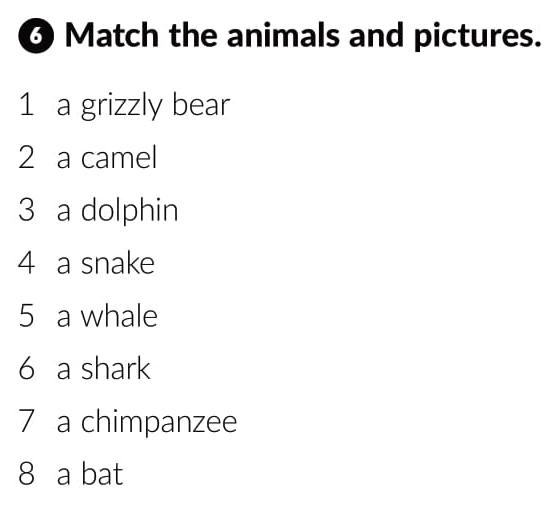 6 Match the animals and pictures.
1 a grizzly bear
2 a camel
3 a dolphin
4 a snake
5 a whale
6 a shark
7 a chimpanzee
8 a bat